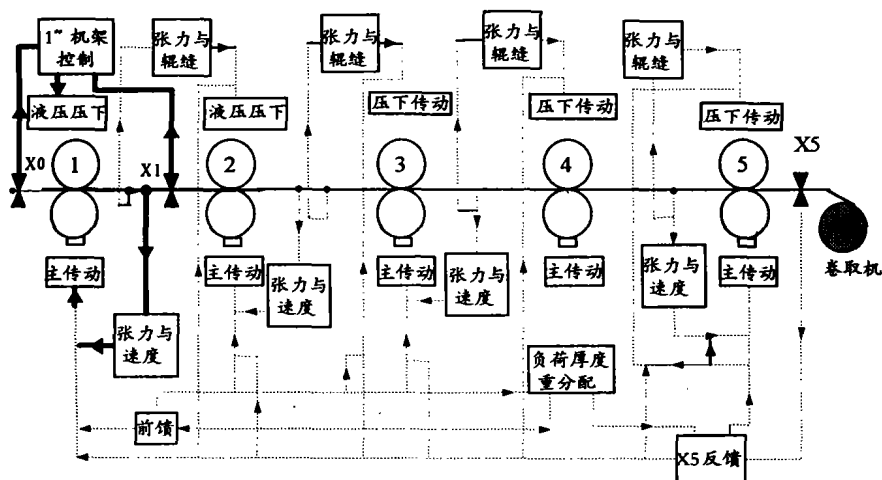 1~ 机架
控制
张力与
辊缝
张力与
辊缝
张力与
辊缝
张力与
辊缝
液压压下
液压压下
压下传动
压下传动
压下传动
X0
1
X1
2
3
4
5
X5
卷取机
主传动
主传动
主传动
主传动
主传动
张力与
速度
张力与
速度
张力与
速度
张力与
速度
负荷厚度
重分配
前馈
X5反馈